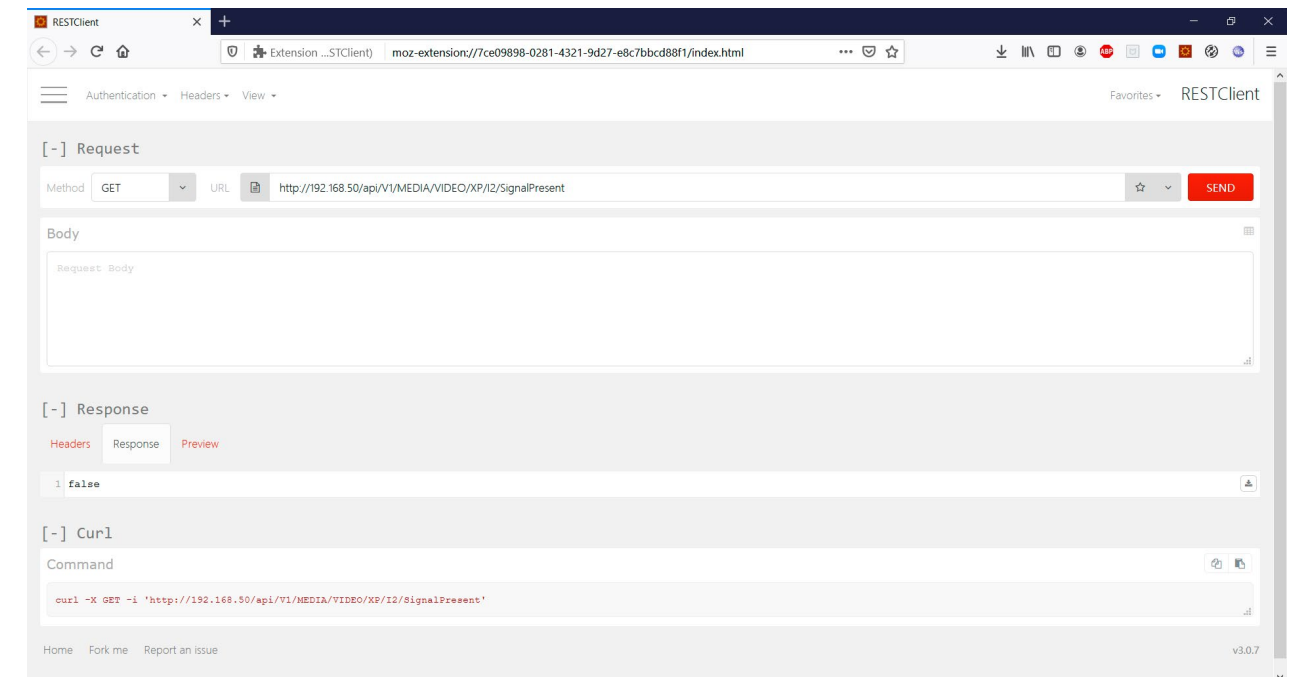 RESTClient
Extension ...STClient) moz-extension://7ce09898-0281-4321-9d27-e8c7bbcd88f1/index.html
ABP
Authentication Headers View Favorites RESTClient
[-] Request
Method GET URL http://192.168.50/api/V1/MEDIA/VIDEO/XP/I2/SignalPresent SEND
Body
Request Body
[-] Response
Headers Response Preview
1 false
[-] Curl
Command
curl -X GET -i 'http://192.168.50/api/V1/MEDIA/VIDEO/XP/I2/SignalPresent'
Home Fork me Report an issue v3.0.7